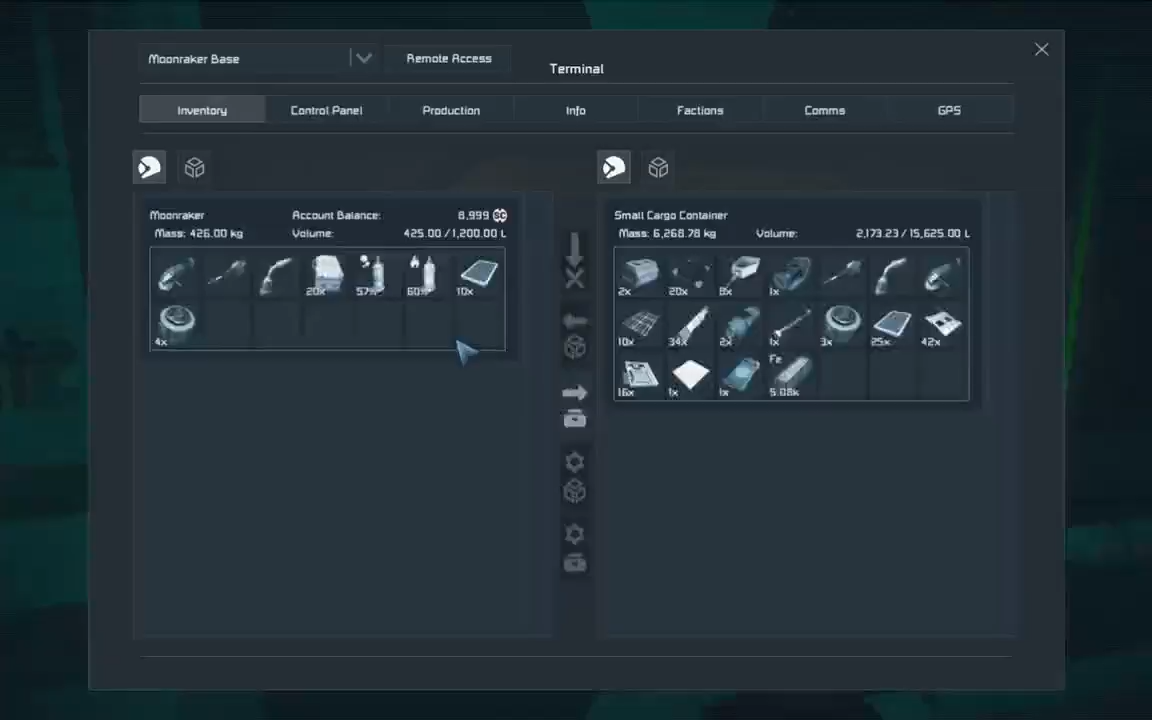 Moonraker Base
Remote Access
Terminal
Inventory
Control Panel
Production
Info
Factions
Comms
GPS
Moonraker
Account Balance:
8,999 SC
Mass: 426.00 kg
Volume:
425.00 / 1,200.00 L
20x
57%
60%
10x
4x
Small Cargo Container
Mass: 6,268.78 kg
Volume:
2,173.23 / 15,625.00 L
2x
20x
8x
1x
10x
34x
2x
1x
3x
25x
42x
Fe
16x
1x
1x
5.08k